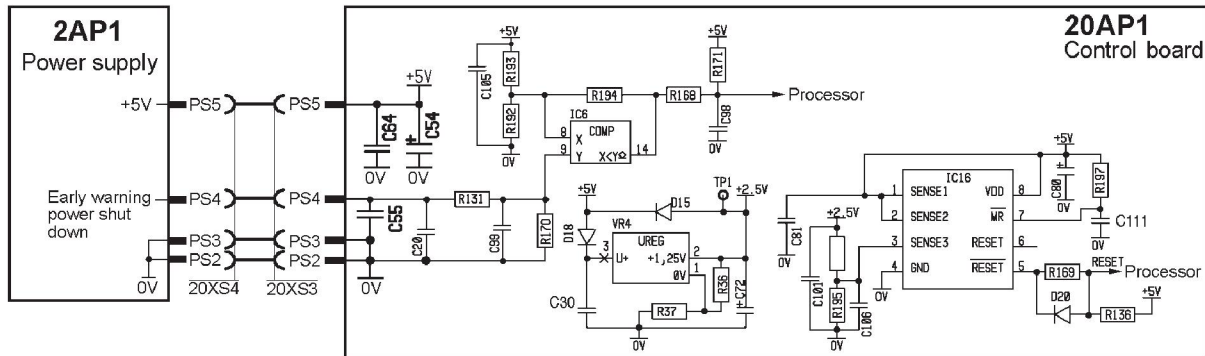 2AP1
Power supply
+5V
PS5
PS5
Early warning
power shut
down
PS4
PS4
PS3
PS3
PS2
PS2
0V
20XS4
20XS3
20AP1
Control board
+5V
C64
C54
+
0V
0V
C55
0V
C20
R131
C99
R170
+5V
C105
R193
R192
0V
R194
IC6
COMP
8
X
9
Y
X<YΩ
14
R168
+5V
R171
C98
0V
Processor
+5V
D18
D15
TP1
+2.5V
VR4
UREG
3
U+
+1,25V
2
0V
1
C30
R37
R36
+C72
0V
C81
+2.5V
C101
R195
C106
0V
0V
IC16
1
SENSE1
VDD
8
2
SENSE2
MR
7
3
SENSE3
RESET
6
4
GND
RESET
5
+5V
+
C80
0V
R197
C111
0V
R169
RESET
Processor
D20
R136
+5V